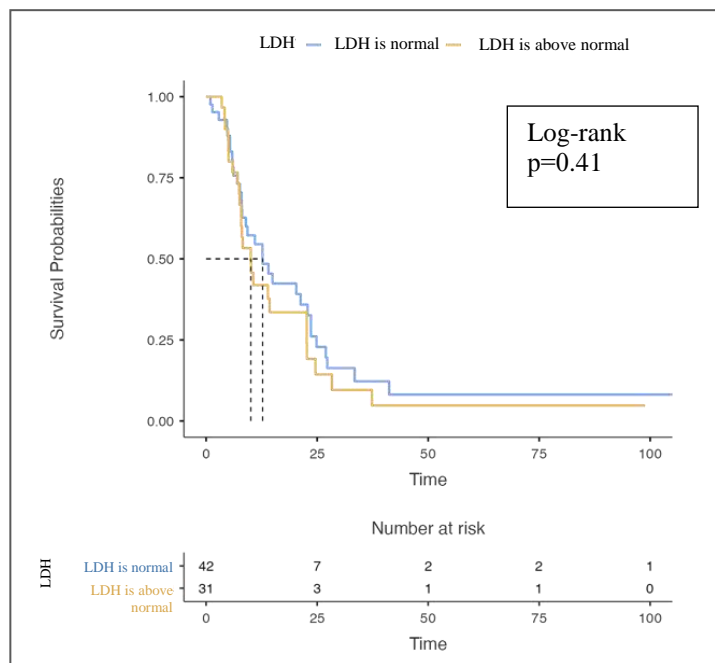 LDH LDH is normal LDH is above normal
Log-rank
p=0.41
Survival Probabilities
1.00
0.75
0.50
0.25
0.00
0 25 50 75 100
Time
Number at risk
LDH
LDH is normal 42 7 2 2 1
LDH is above
normal
31 3 1 1 0
0 25 50 75 100
Time